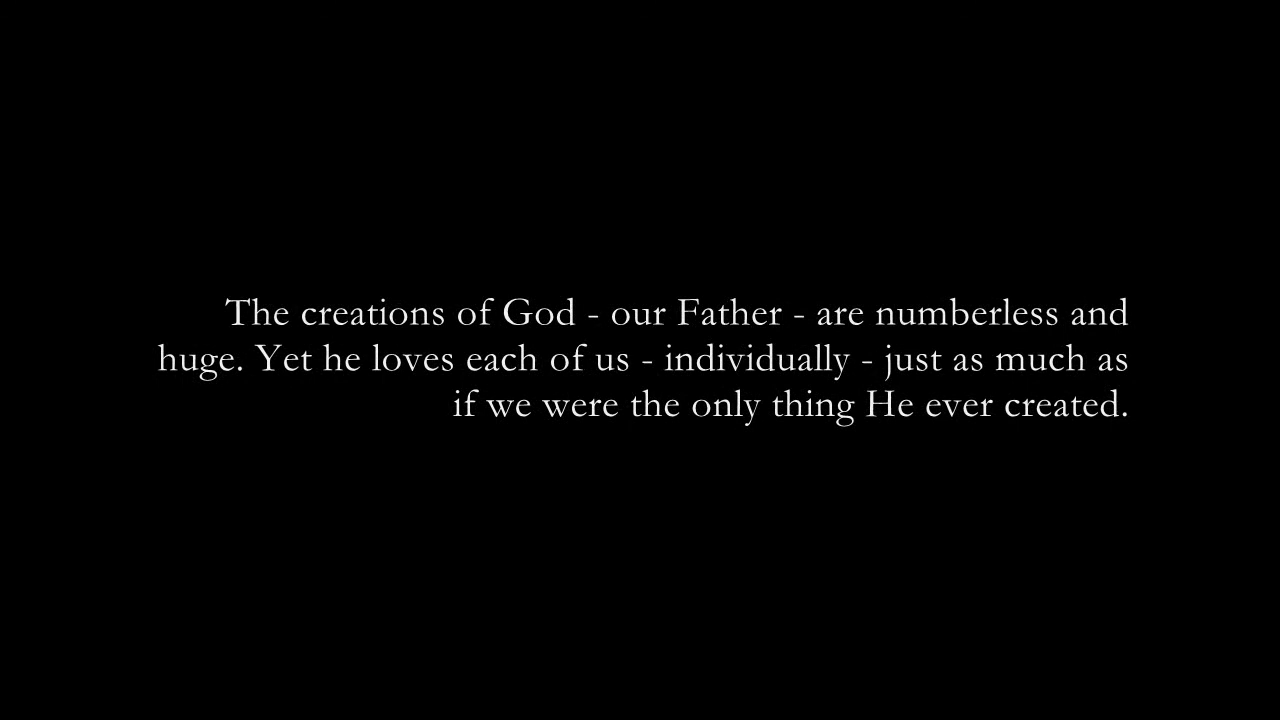 The creations of God - our Father - are numberless and
huge. Yet he loves each of us - individually - just as much as
if we were the only thing He ever created.